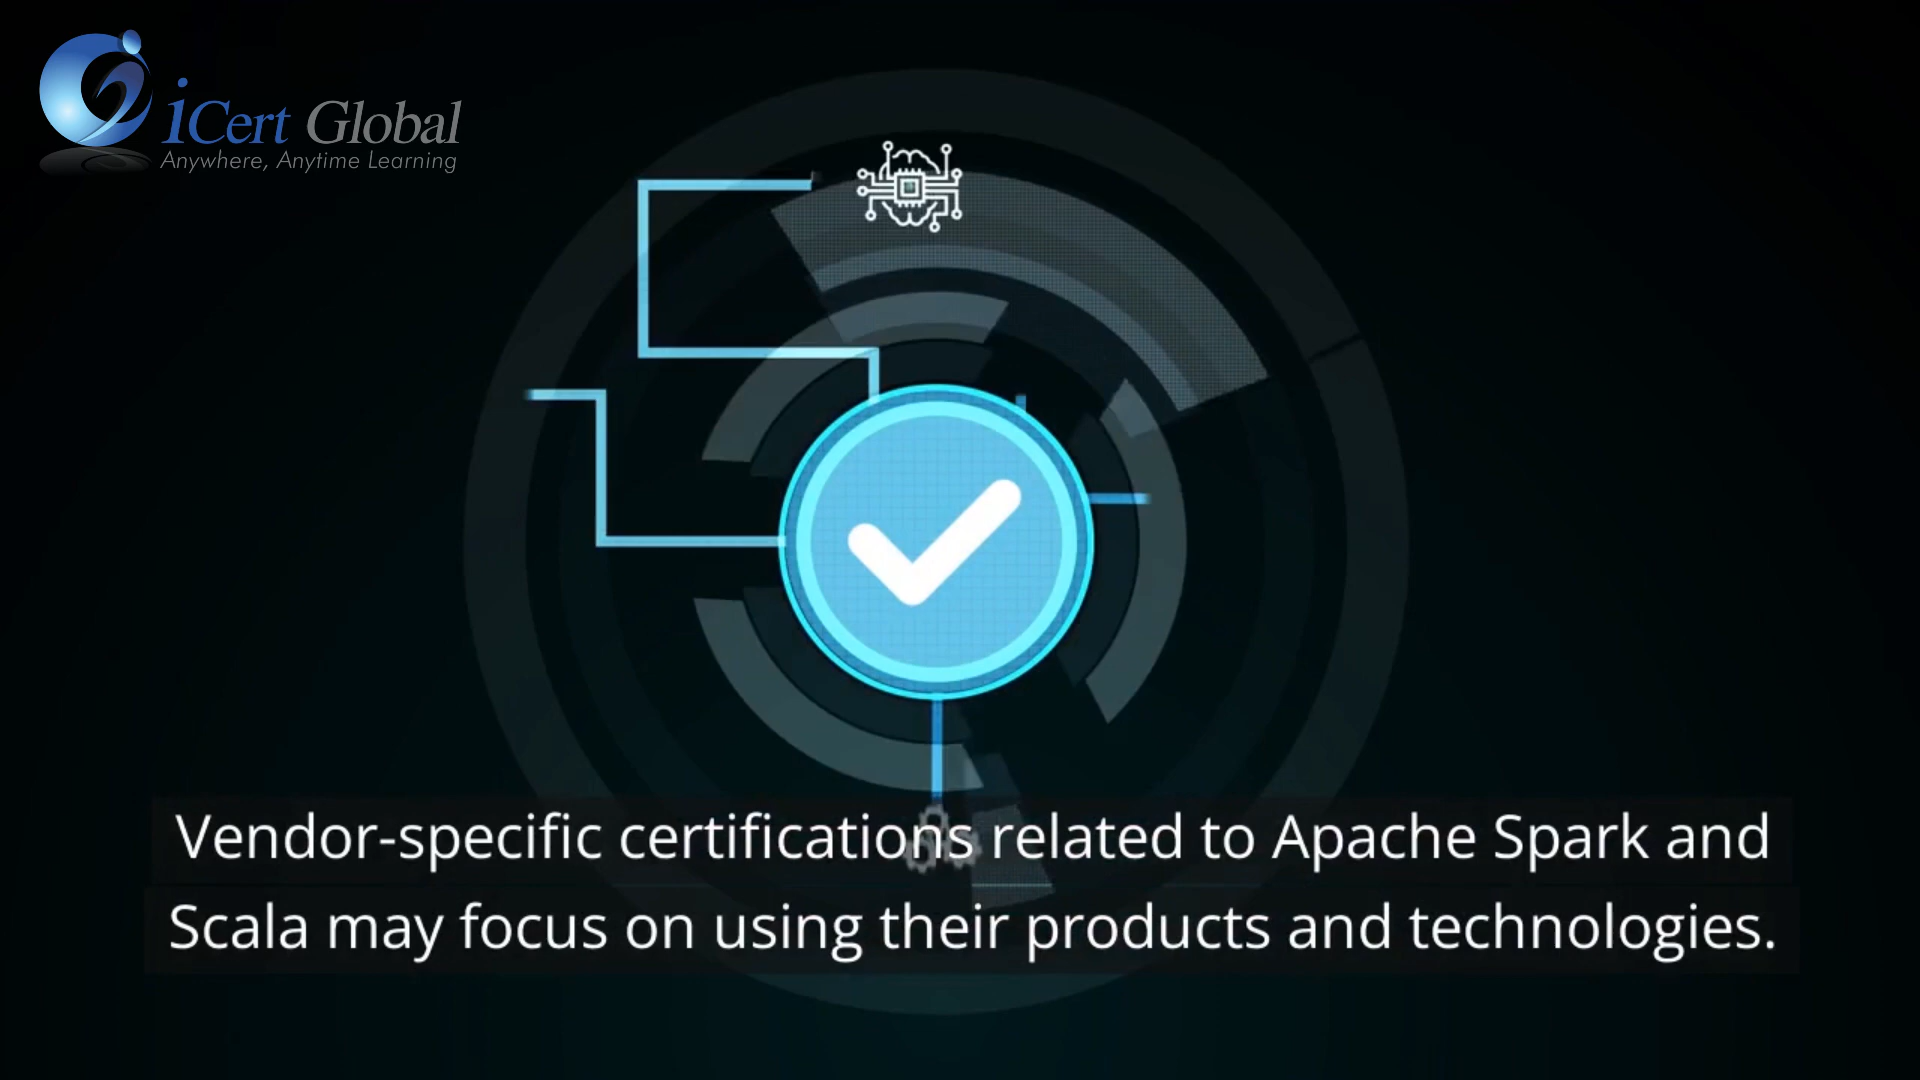 iCert Global
Anywhere, Anytime Learning
Vendor-specific certifications related to Apache Spark and
Scala may focus on using their products and technologies.